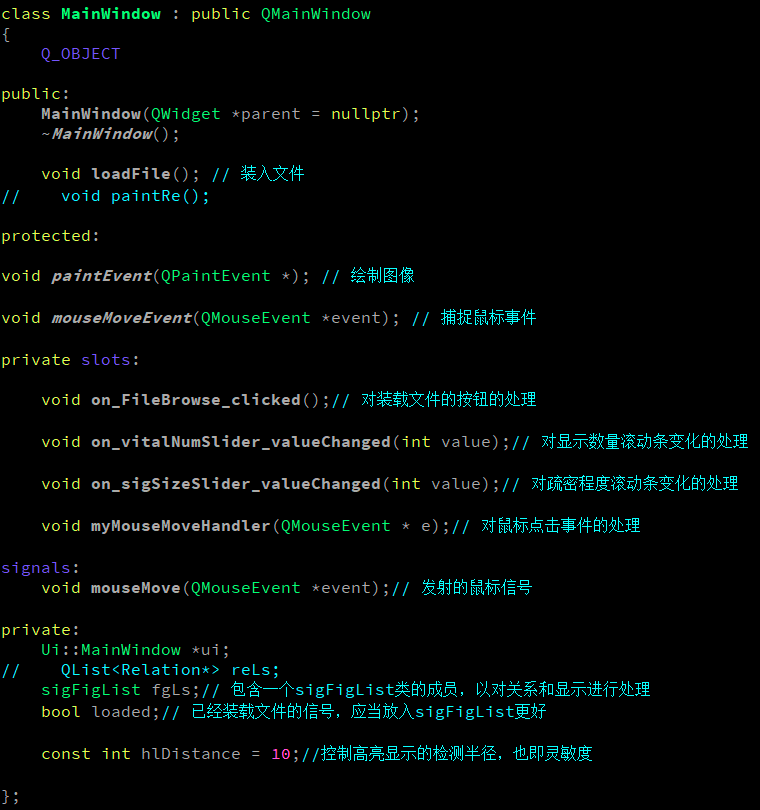 class MainWindow : public QMainWindow
{
    Q_OBJECT

public:
    MainWindow(QWidget *parent = nullptr);
    ~MainWindow();

    void loadFile(); // 装入文件
//    void paintRe();

protected:

void paintEvent(QPaintEvent *); // 绘制图像

void mouseMoveEvent(QMouseEvent *event); // 捕捉鼠标事件

private slots:

    void on_FileBrowse_clicked();// 对装载文件的按钮的处理

    void on_vitalNumSlider_valueChanged(int value);// 对显示数量滚动条变化的处理

    void on_sigSizeSlider_valueChanged(int value);// 对疏密程度滚动条变化的处理

    void myMouseMoveHandler(QMouseEvent * e);// 对鼠标点击事件的处理

signals:
    void mouseMove(QMouseEvent *event);// 发射的鼠标信号

private:
    Ui::MainWindow *ui;
//    QList<Relation*> reLs;
    sigFigList fgLs;// 包含一个sigFigList类的成员，以对关系和显示进行处理
    bool loaded;// 已经装载文件的信号，应当放入sigFigList更好

    const int hlDistance = 10;//控制高亮显示的检测半径，也即灵敏度

};